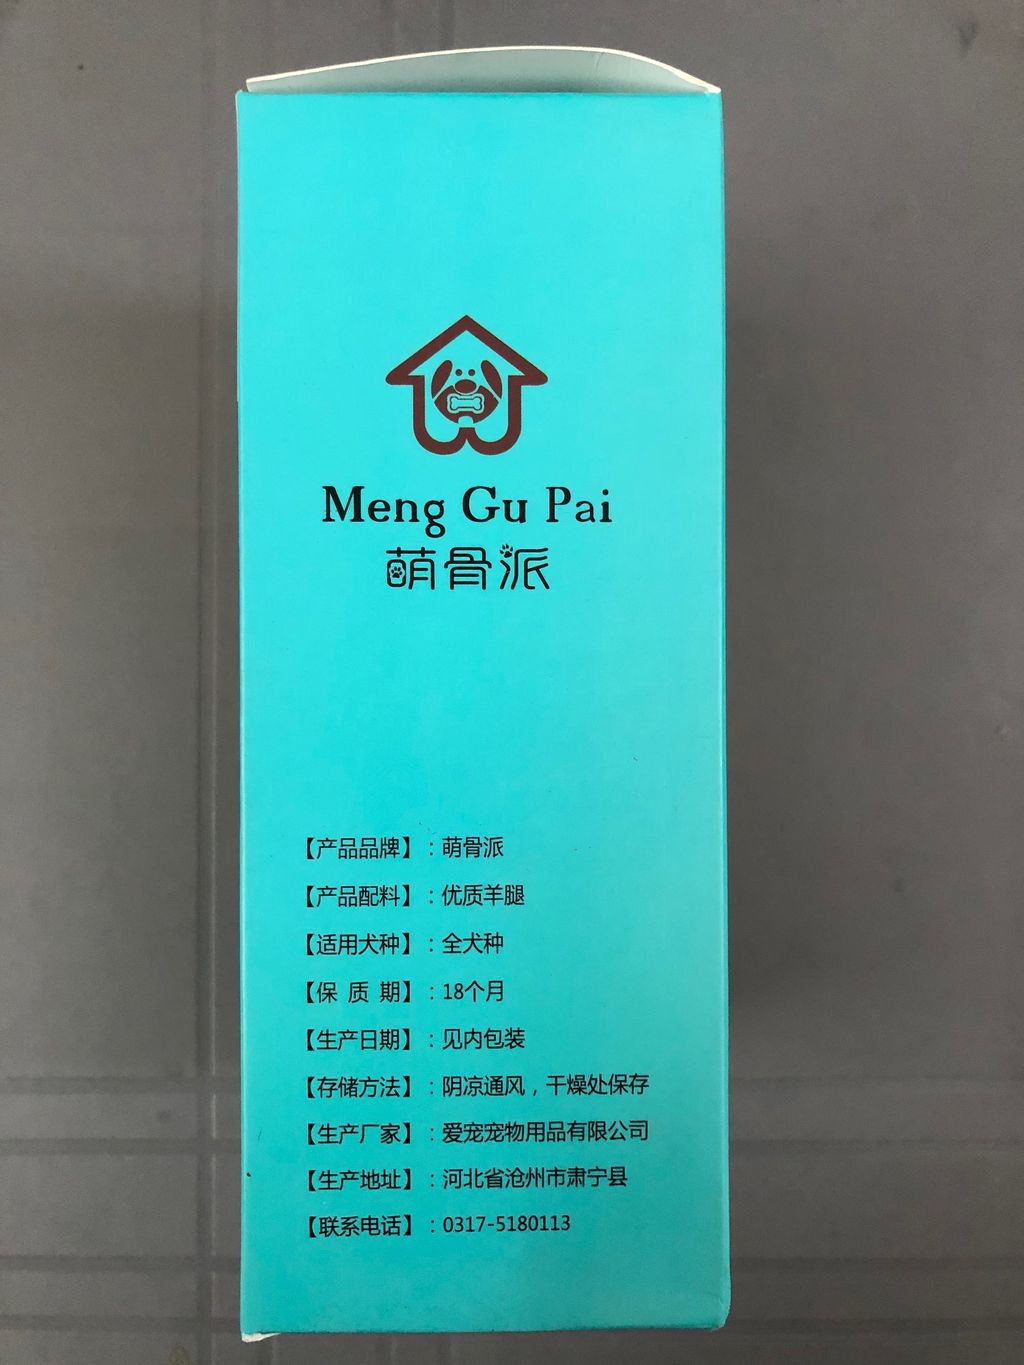 Meng Gu Pai
萌骨派
【产品品牌】：萌骨派
【产品配料】：优质羊腿
【适用犬种】：全犬种
【保 质 期】：18个月
【生产日期】：见内包装
【存储方法】：阴凉通风，干燥处保存
【生产厂家】：爱宠宠物用品有限公司
【生产地址】：河北省沧州市肃宁县
【联系电话】：0317-5180113